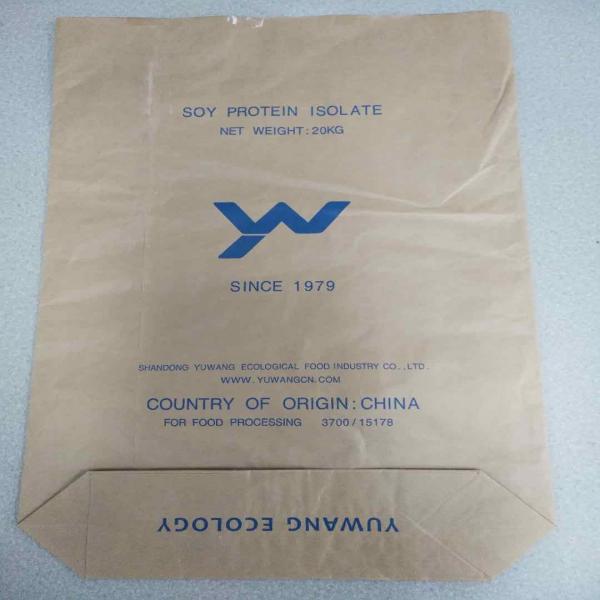 SOY PROTEIN ISOLATE
NET WEIGHT:20KG
YW
SINCE 1979
SHANDONG YUWANG ECOLOGICAL FOOD INDUSTRY CO.,LTD.
WWW.YUWANGCN.COM
COUNTRY OF ORIGIN:CHINA
FOR FOOD PROCESSING 3700/15178
YUWANG ECOLOGY